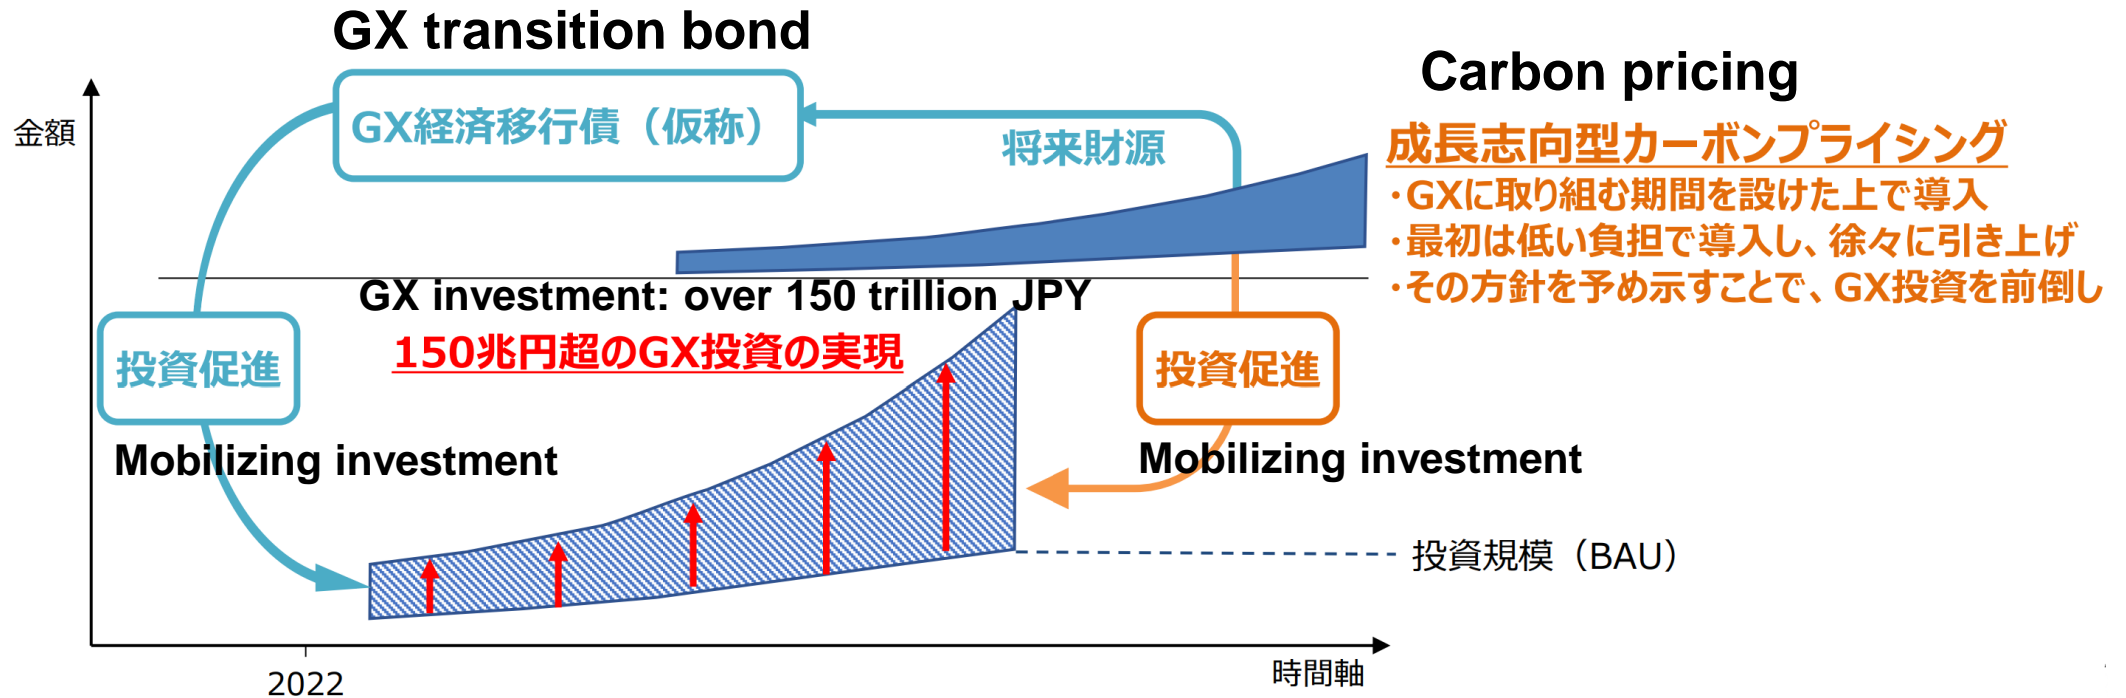 GX transition bond
Carbon pricing
金額
GX経済移行債（仮称）
将来財源
成長志向型カーボンプライシング
・GXに取り組む期間を設けた上で導入
・最初は低い負担で導入し、徐々に引き上げ
・その方針を予め示すことで、GX投資を前倒し
GX investment: over 150 trillion JPY
150兆円超のGX投資の実現
投資促進
投資促進
Mobilizing investment
Mobilizing investment
投資規模（BAU）
2022
時間軸